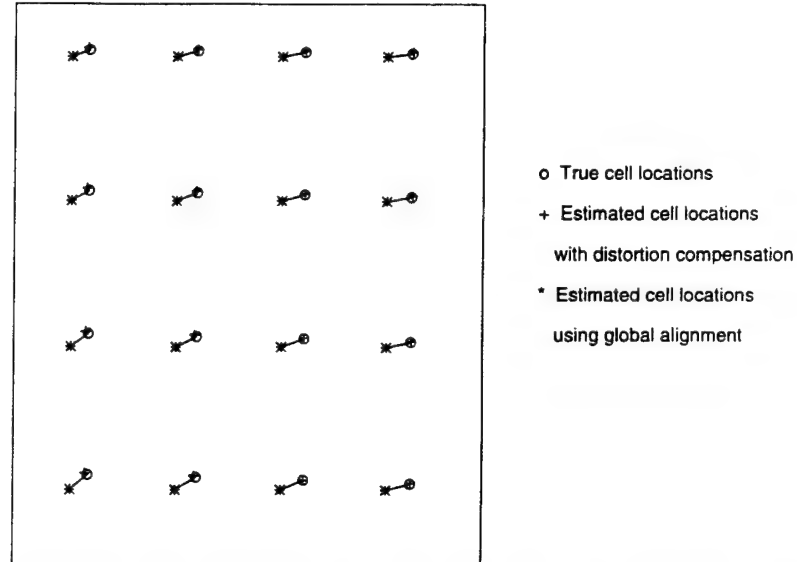 o True cell locations
+ Estimated cell locations
with distortion compensation
* Estimated cell locations
using global alignment